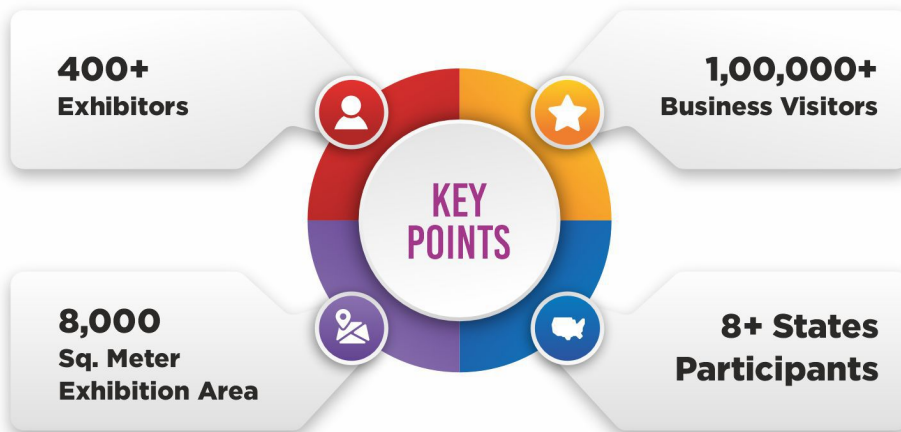 400+
Exhibitors
1,00,000+
Business Visitors
KEY
POINTS
8,000
Sq. Meter
Exhibition Area
8+ States
Participants